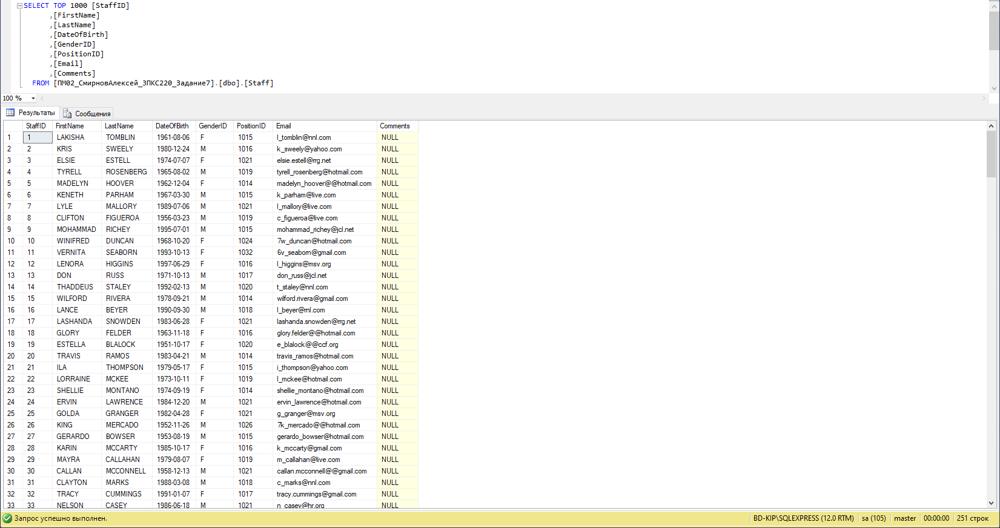 SELECT TOP 1000 [StaffID]
,[FirstName]
,[LastName]
,[DateOfBirth]
,[GenderID]
,[PositionID]
,[Email]
,[Comments]
FROM [ПМ02_СмирновАлексей_3ПКС220_Задание7].[dbo].[Staff]
100 %
Результаты Сообщения
StaffID FirstName LastName DateOfBirth GenderID PositionID Email Comments
1 1 LAKISHA TOMBLIN 1961-08-06 F 1015 l_tomblin@nnl.com NULL
2 2 KRIS SWEELY 1980-12-24 M 1016 k_sweely@yahoo.com NULL
3 3 ELSIE ESTELL 1974-07-07 F 1021 elsie.estell@rrg.net NULL
4 4 TYRELL ROSENBERG 1965-08-02 M 1019 tyrell_rosenberg@hotmail.com NULL
5 5 MADELYN HOOVER 1962-12-04 F 1014 madelyn_hoover@@hotmail.com NULL
6 6 KENETH PARHAM 1967-03-30 M 1015 k_parham@live.com NULL
7 7 LYLE MALLORY 1989-07-06 M 1021 l_mallory@live.com NULL
8 8 CLIFTON FIGUEROA 1956-03-23 M 1019 c_figueroa@live.com NULL
9 9 MOHAMMAD RICHEY 1995-07-01 M 1015 mohammad_richey@jcl.net NULL
10 10 WINIFRED DUNCAN 1968-10-20 F 1024 7w_duncan@hotmail.com NULL
11 11 VERNITA SEABORN 1993-10-13 F 1032 6v_seaborn@gmail.com NULL
12 12 LENORA HIGGINS 1997-06-29 F 1016 l_higgins@msv.org NULL
13 13 DON RUSS 1971-10-13 M 1017 don_russ@jcl.net NULL
14 14 THADDEUS STALEY 1992-02-13 M 1020 t_staley@nnl.com NULL
15 15 WILFORD RIVERA 1978-09-21 M 1014 wilford.rivera@gmail.com NULL
16 16 LANCE BEYER 1990-09-30 M 1018 l_beyer@rnl.com NULL
17 17 LASHANDA SNOWDEN 1983-06-28 F 1021 lashanda.snowden@rrg.net NULL
18 18 GLORY FELDER 1963-11-18 F 1016 glory.felder@@hotmail.com NULL
19 19 ESTELLA BLALOCK 1951-10-17 F 1020 e_blalock@@ccf.org NULL
20 20 TRAVIS RAMOS 1983-04-21 M 1014 travis_ramos@hotmail.com NULL
21 21 ILA THOMPSON 1979-05-17 F 1015 i_thompson@yahoo.com NULL
22 22 LORRAINE MCKEE 1973-10-11 F 1019 l_mckee@hotmail.com NULL
23 23 SHELLIE MONTANO 1974-09-19 F 1014 shellie_montano@hotmail.com NULL
24 24 ERVIN LAWRENCE 1984-12-20 M 1021 ervin_lawrence@hotmail.com NULL
25 25 GOLDA GRANGER 1982-04-28 F 1021 g_granger@msv.org NULL
26 26 KING MERCADO 1952-11-26 M 1026 7k_mercado@@hotmail.com NULL
27 27 GERARDO BOWSER 1953-08-19 M 1015 gerardo_bowser@hotmail.com NULL
28 28 KARIN MCCARTY 1985-10-17 F 1016 k_mccarty@gmail.com NULL
29 29 MAYRA CALLAHAN 1979-08-07 F 1019 m_callahan@live.com NULL
30 30 CALLAN MCCONNELL 1958-12-13 M 1021 callan.mcconnell@@gmail.com NULL
31 31 CLAYTON MARKS 1988-03-08 M 1018 c_marks@nnl.com NULL
32 32 TRACY CUMMINGS 1991-01-07 F 1017 tracy.cummings@gmail.com NULL
33 33 NELSON CASEY 1986-06-18 M 1021 n_casey@hr.org NULL
Запрос успешно выполнен. BD-KIP\SQLEXPRESS (12.0 RTM) sa (105) master 00:00:00 251 строк